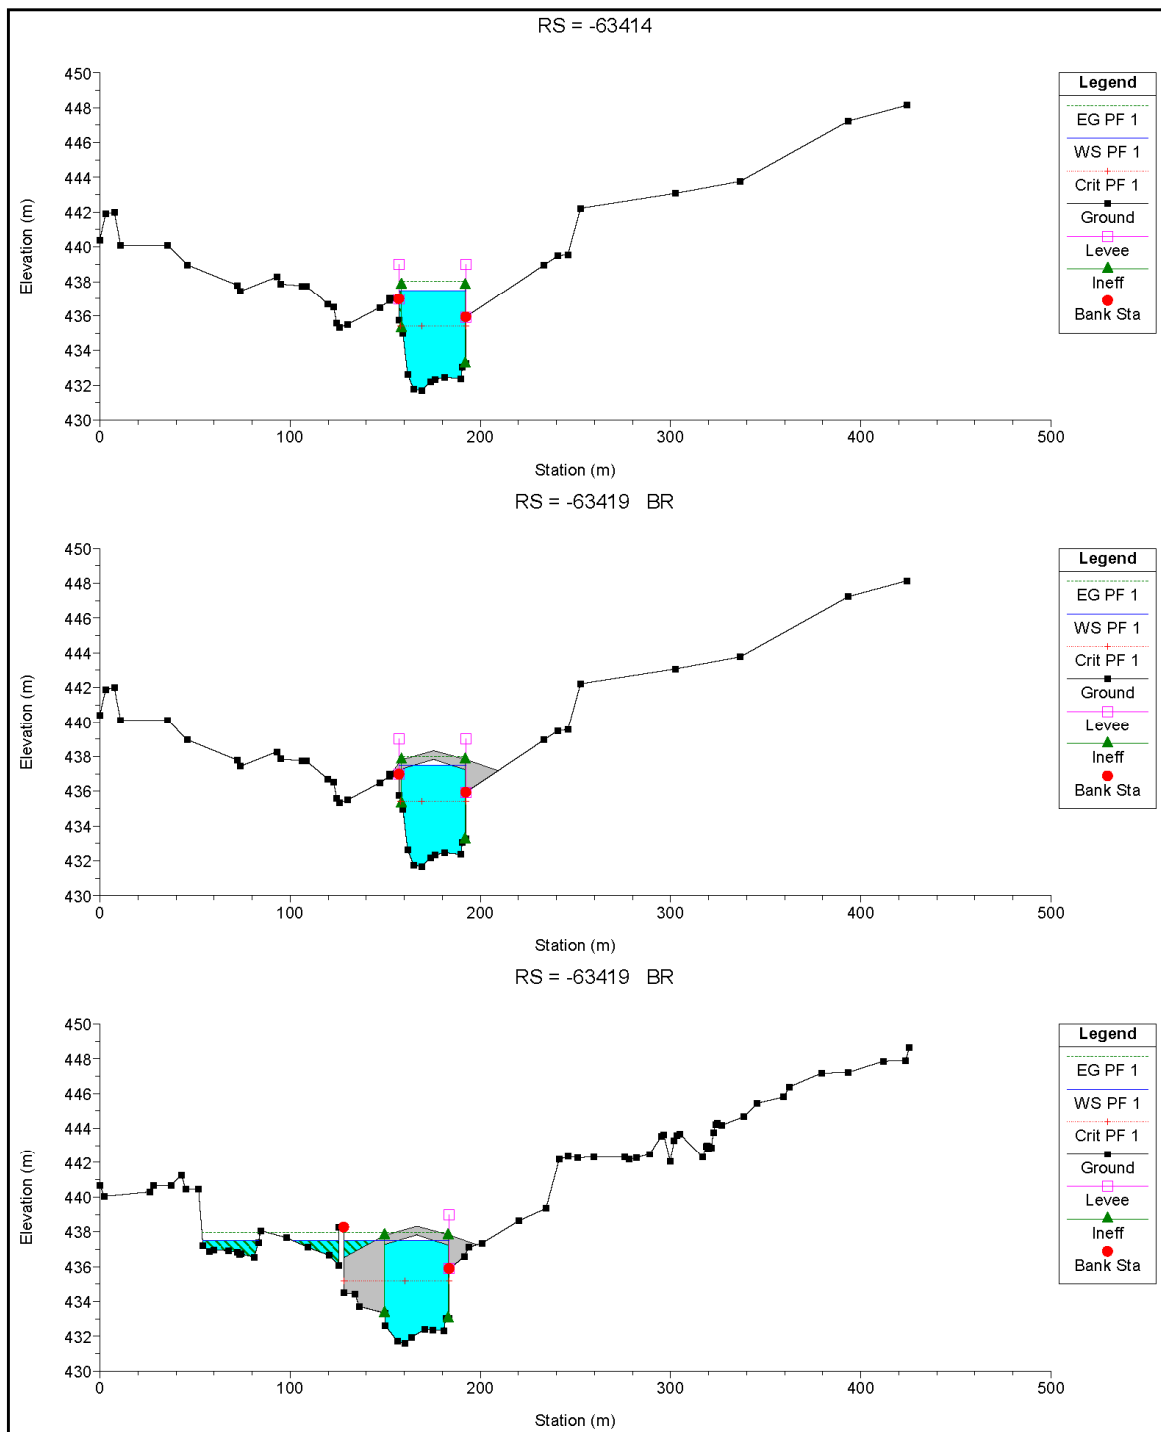 RS = -63414
450
448
446
444
442
440
438
436
434
432
430
Elevation (m)
0 100 200 300 400 500
Station (m)
Legend
EG PF 1
WS PF 1
Crit PF 1
Ground
Levee
Ineff
Bank Sta
RS = -63419 BR
450
448
446
444
442
440
438
436
434
432
430
Elevation (m)
0 100 200 300 400 500
Station (m)
Legend
EG PF 1
WS PF 1
Crit PF 1
Ground
Levee
Ineff
Bank Sta
RS = -63419 BR
450
448
446
444
442
440
438
436
434
432
430
Elevation (m)
0 100 200 300 400 500
Station (m)
Legend
EG PF 1
WS PF 1
Crit PF 1
Ground
Levee
Ineff
Bank Sta